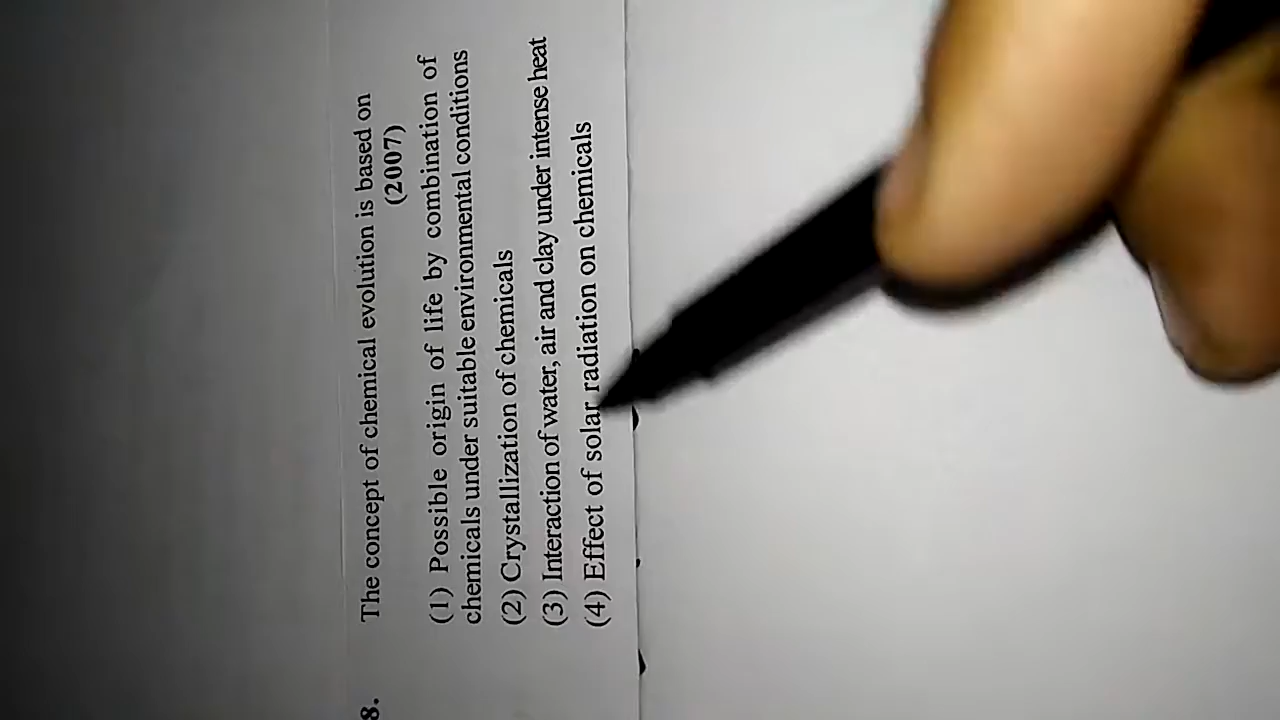 8. The concept of chemical evolution is based on
(2007)
(1) Possible origin of life by combination of
chemicals under suitable environmental conditions
(2) Crystallization of chemicals
(3) Interaction of water, air and clay under intense heat
(4) Effect of solar radiation on chemicals